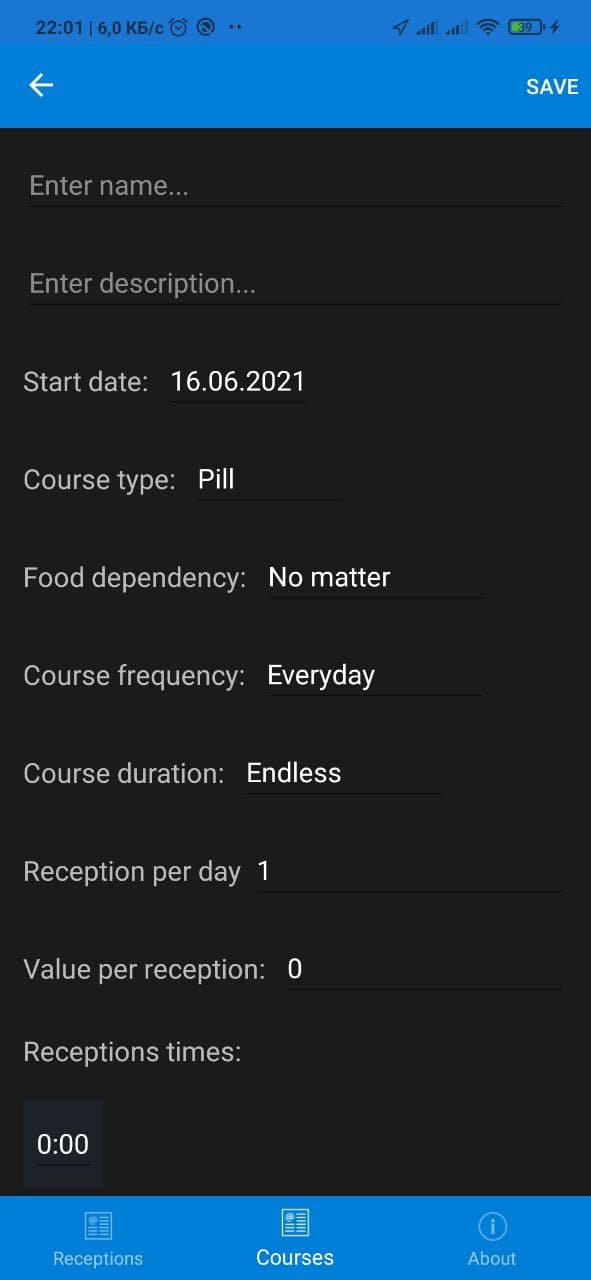 22:01 | 6,0 КБ/с
39
SAVE
Enter name...
Enter description...
Start date: 16.06.2021
Course type: Pill
Food dependency: No matter
Course frequency: Everyday
Course duration: Endless
Reception per day 1
Value per reception: 0
Receptions times:
0:00
Receptions Courses About